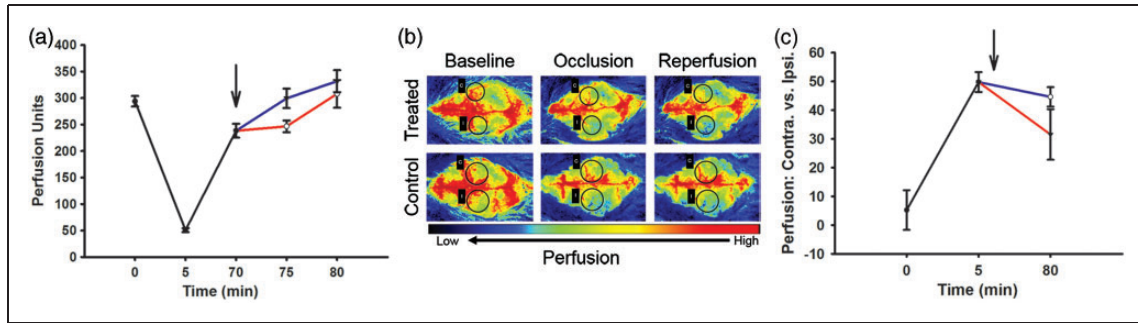 (a)
400
350
300
250
200
150
100
50
0
Perfusion Units
0 5 70 75 80
Time (min)
(b)
Baseline Occlusion Reperfusion
Treated
Control
Low High
Perfusion
(c)
60
50
40
30
20
10
0
-10
Perfusion: Contra. vs. Ipsi.
0 5 80
Time (min)